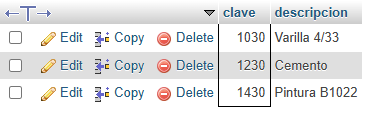 clave descripcion
Edit Copy Delete 1030 Varilla 4/33
Edit Copy Delete 1230 Cemento
Edit Copy Delete 1430 Pintura B1022